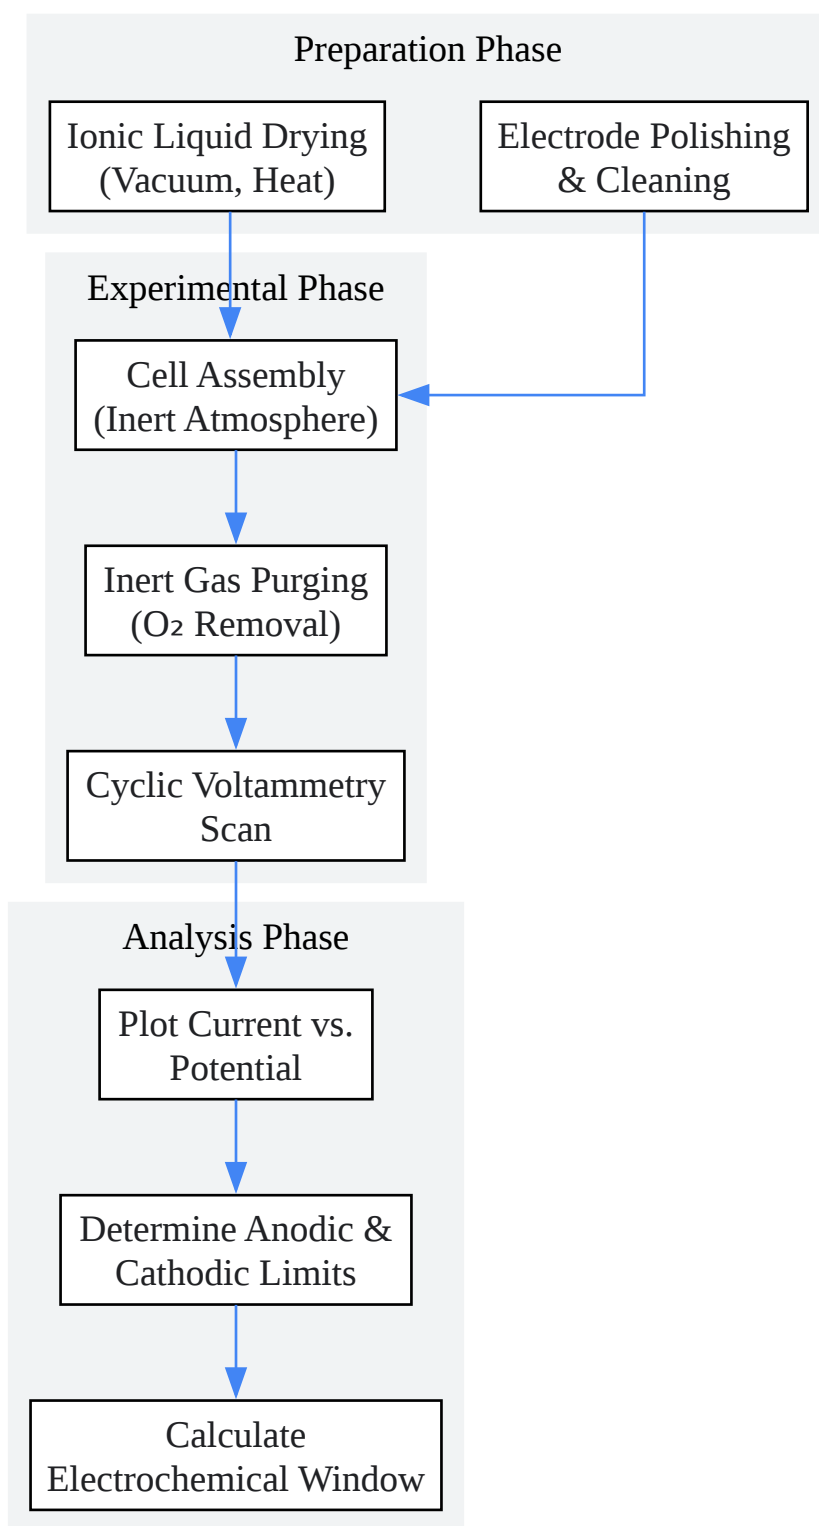 Preparation Phase
Ionic Liquid Drying
(Vacuum, Heat)
Electrode Polishing
& Cleaning
Experimental Phase
Cell Assembly
(Inert Atmosphere)
Inert Gas Purging
(O₂ Removal)
Cyclic Voltammetry
Scan
Analysis Phase
Plot Current vs.
Potential
Determine Anodic &
Cathodic Limits
Calculate
Electrochemical Window